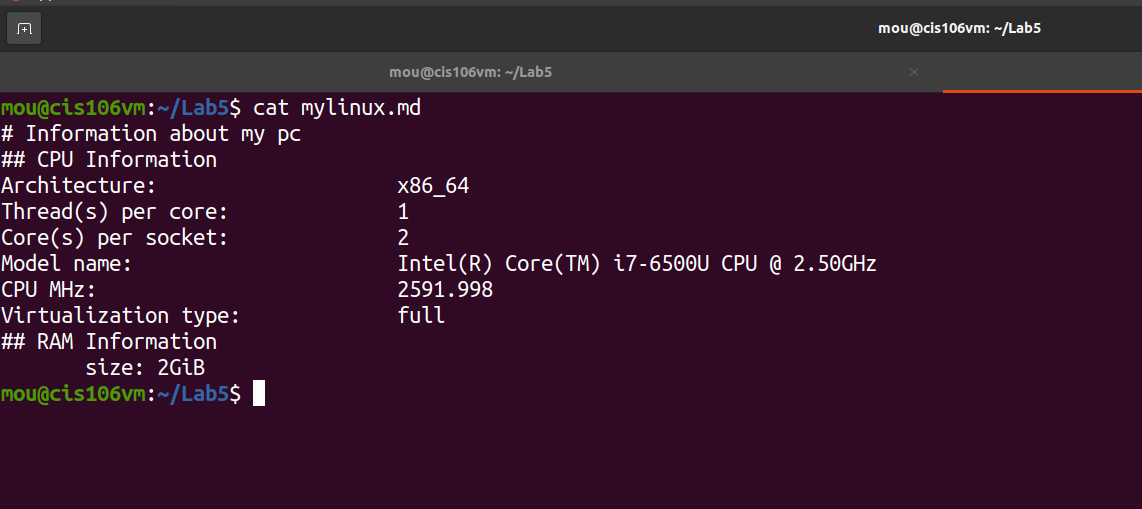 mou@cis106vm: ~/Lab5
mou@cis106vm: ~/Lab5 ×
mou@cis106vm:~/Lab5$ cat mylinux.md
# Information about my pc
## CPU Information
Architecture:                    x86_64
Thread(s) per core:              1
Core(s) per socket:              2
Model name:                      Intel(R) Core(TM) i7-6500U CPU @ 2.50GHz
CPU MHz:                         2591.998
Virtualization type:             full
## RAM Information
       size: 2GiB
mou@cis106vm:~/Lab5$